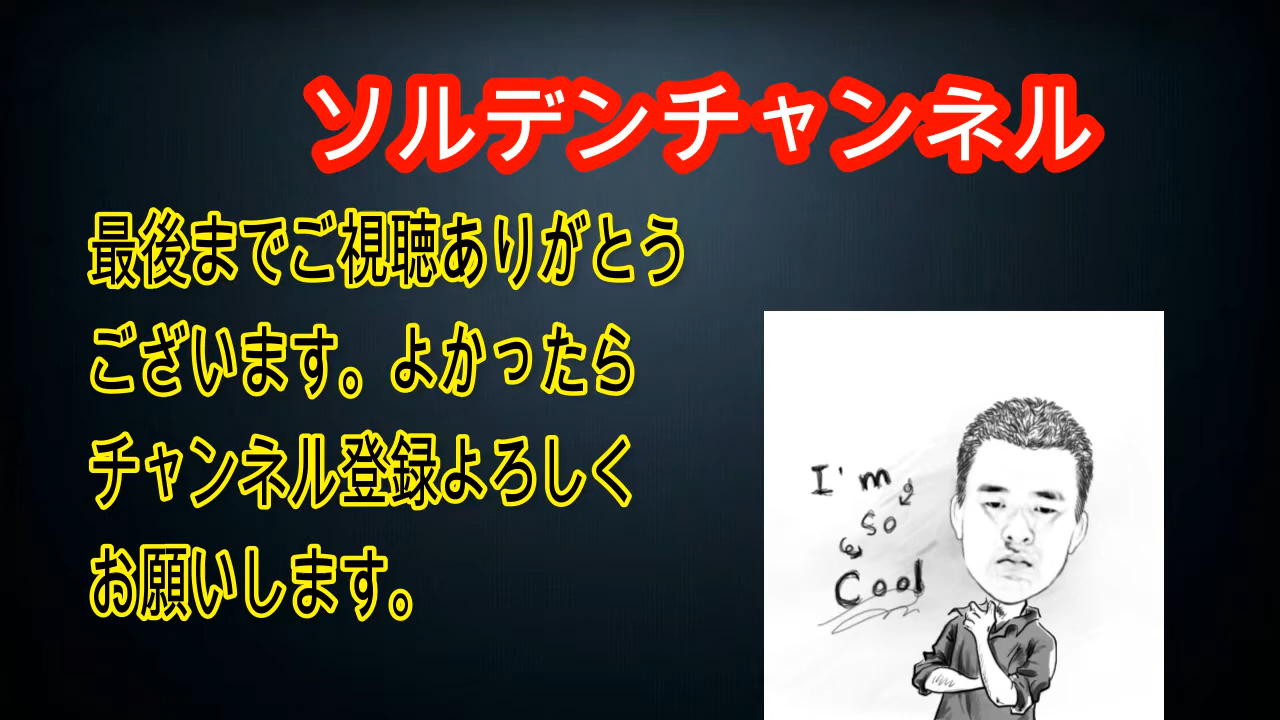 ソルデンチャンネル
最後までご視聴ありがとう
ございます。よかったら
チャンネル登録よろしく
お願いします。
I'm
so
Cool